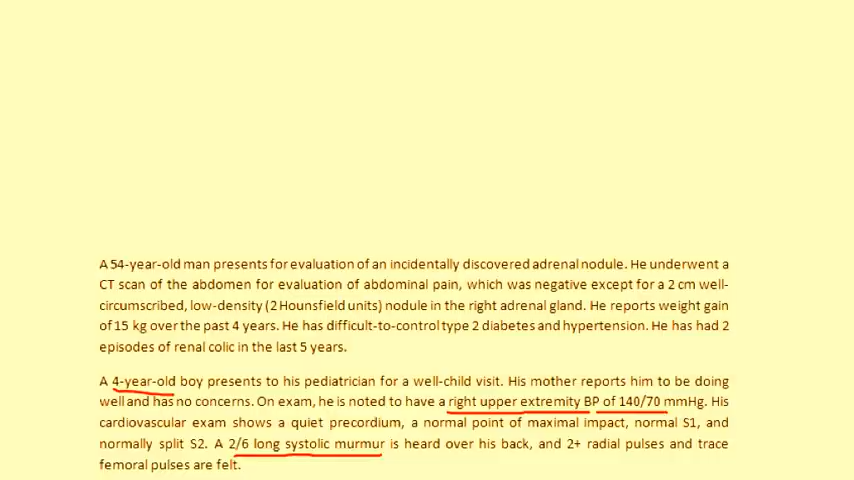 A 54-year-old man presents for evaluation of an incidentally discovered adrenal nodule. He underwent a
CT scan of the abdomen for evaluation of abdominal pain, which was negative except for a 2 cm well-
circumscribed, low-density (2 Hounsfield units) nodule in the right adrenal gland. He reports weight gain
of 15 kg over the past 4 years. He has difficult-to-control type 2 diabetes and hypertension. He has had 2
episodes of renal colic in the last 5 years.
A 4-year-old boy presents to his pediatrician for a well-child visit. His mother reports him to be doing
well and has no concerns. On exam, he is noted to have a right upper extremity BP of 140/70 mmHg. His
cardiovascular exam shows a quiet precordium, a normal point of maximal impact, normal S1, and
normally split S2. A 2/6 long systolic murmur is heard over his back, and 2+ radial pulses and trace
femoral pulses are felt.